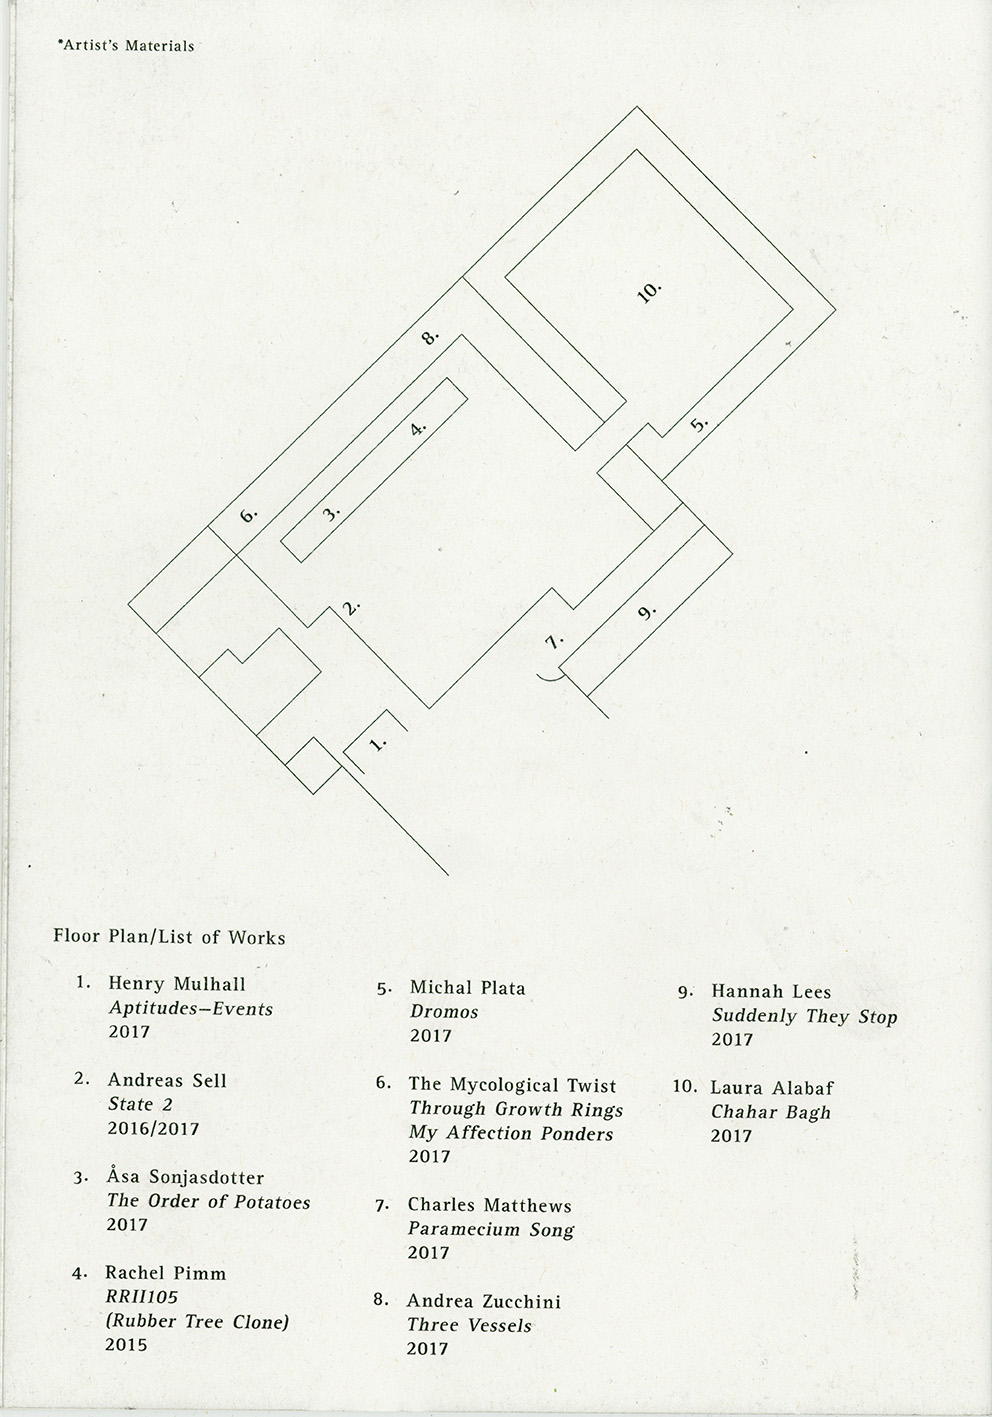 *Artist's Materials
10.
8.
5.
4.
6.
3.
2.
9.
7.
1.
Floor Plan/List of Works
1. Henry Mulhall
Aptitudes—Events
2017
2. Andreas Sell
State 2
2016/2017
3. Åsa Sonjasdotter
The Order of Potatoes
2017
4. Rachel Pimm
RRII105
(Rubber Tree Clone)
2015
5. Michal Plata
Dromos
2017
6. The Mycological Twist
Through Growth Rings
My Affection Ponders
2017
7. Charles Matthews
Paramecium Song
2017
8. Andrea Zucchini
Three Vessels
2017
9. Hannah Lees
Suddenly They Stop
2017
10. Laura Alabaf
Chahar Bagh
2017